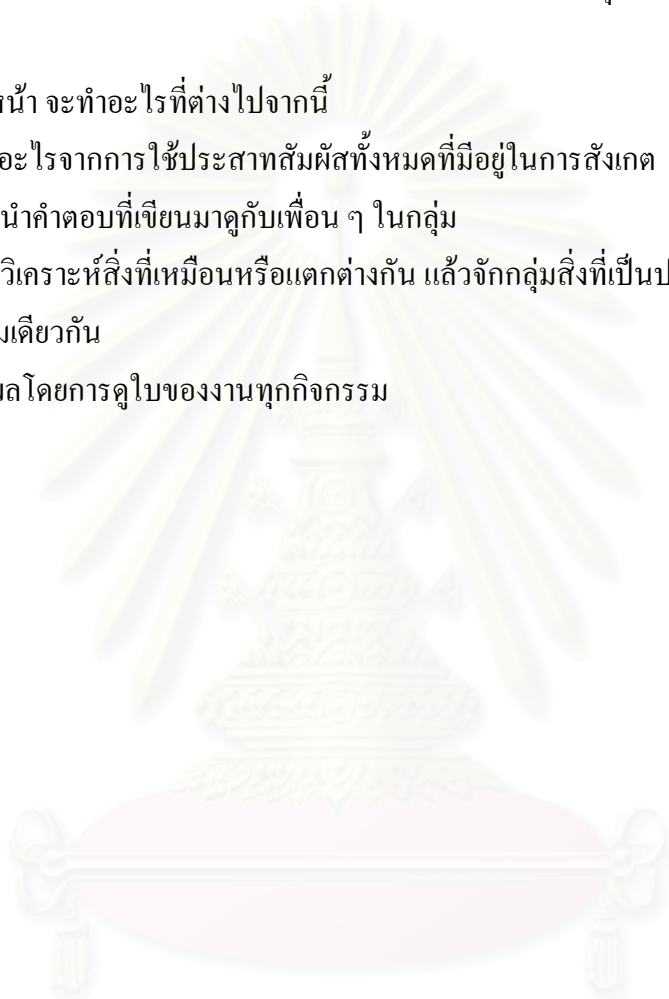 หน้า จะทำอะไรที่ต่างไปจากนี้
อะไรจากการใช้ประสาทสัมผัสทั้งหมดที่มีอยู่ในการสังเกต
นำคำตอบที่เขียนมาดูกับเพื่อน ๆ ในกลุ่ม
วิเคราะห์สิ่งที่เหมือนหรือแตกต่างกัน แล้วจักกลุ่มสิ่งที่เป็นป
มเดียวกัน
ผลโดยการดูใบของงานทุกกิจกรรม